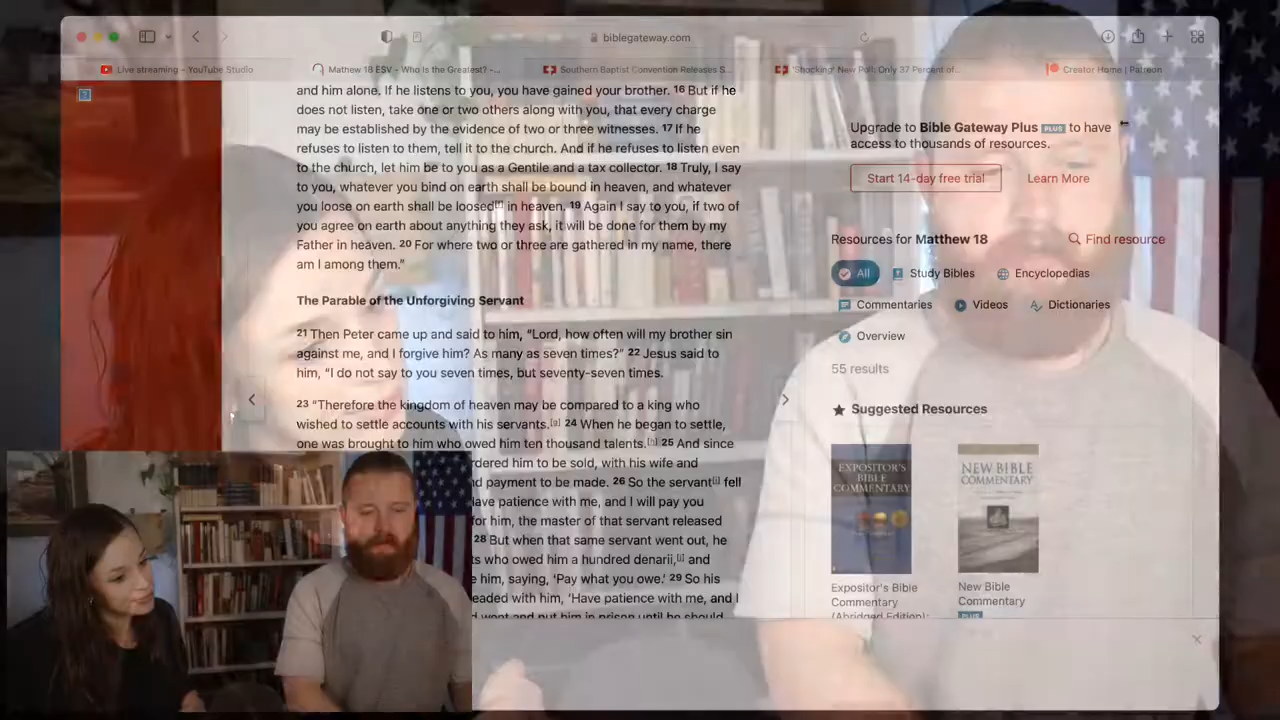 biblegateway.com
Live streaming - YouTube Studio
Mathew 18 ESV - Who Is the Greatest? -...
Southern Baptist Convention Releases S...
'Shocking' New Poll: Only 37 Percent of...
Creator Home | Patreon
and him alone. If he listens to you, you have gained your brother. 16 But if he
does not listen, take one or two others along with you, that every charge
may be established by the evidence of two or three witnesses. 17 If he
refuses to listen to them, tell it to the church. And if he refuses to listen even
to the church, let him be to you as a Gentile and a tax collector. 18 Truly, I say
to you, whatever you bind on earth shall be bound in heaven, and whatever
you loose on earth shall be loosed[f] in heaven. 19 Again I say to you, if two of
you agree on earth about anything they ask, it will be done for them by my
Father in heaven. 20 For where two or three are gathered in my name, there
am I among them.”
The Parable of the Unforgiving Servant
21 Then Peter came up and said to him, “Lord, how often will my brother sin
against me, and I forgive him? As many as seven times?” 22 Jesus said to
him, “I do not say to you seven times, but seventy-seven times.
23 “Therefore the kingdom of heaven may be compared to a king who
wished to settle accounts with his servants.[g] 24 When he began to settle,
one was brought to him who owed him ten thousand talents.[h] 25 And since
rdered him to be sold, with his wife and
d payment to be made. 26 So the servant[i] fell
Have patience with me, and I will pay you
for him, the master of that servant released
28 But when that same servant went out, he
ts who owed him a hundred denarii,[j] and
e him, saying, ‘Pay what you owe.’ 29 So his
eaded with him, ‘Have patience with me, and I
went and put him in prison until he should
Upgrade to Bible Gateway Plus PLUS to have
access to thousands of resources.
Start 14-day free trial
Learn More
Resources for Matthew 18
Find resource
All
Study Bibles
Encyclopedias
Commentaries
Videos
Dictionaries
Overview
55 results
Suggested Resources
EXPOSITOR'S
BIBLE
COMMENTARY
NEW BIBLE
COMMENTARY
Expositor's Bible
Commentary
(Abridged Edition):
New Bible
Commentary
PLUS